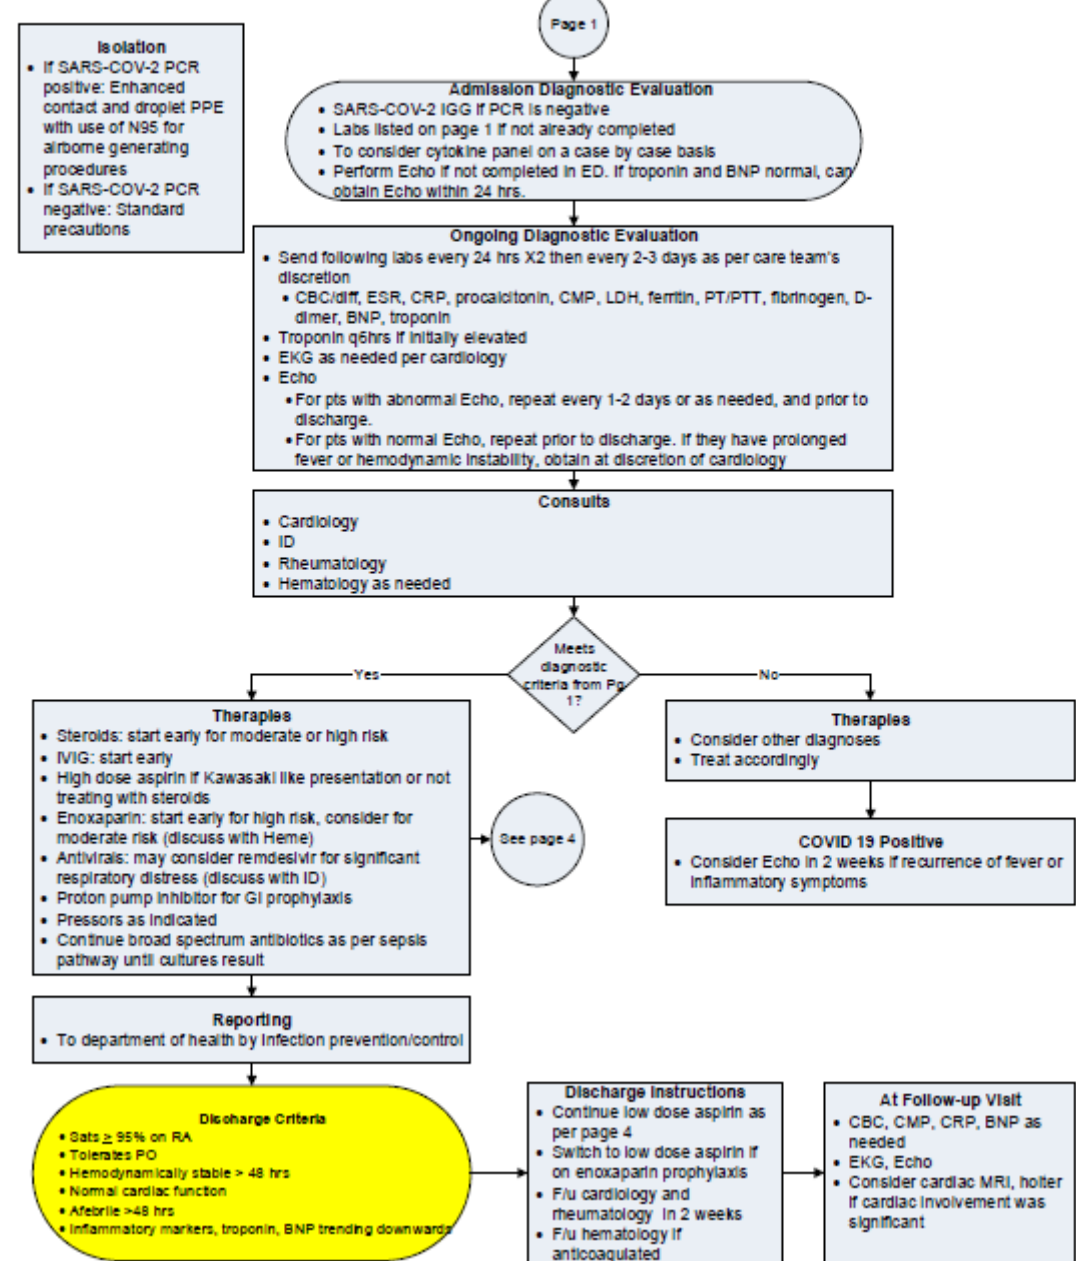 Page 1
Isolation
• If SARS-COV-2 PCR
positive: Enhanced
contact and droplet PPE
with use of N95 for
airborne generating
procedures
• If SARS-COV-2 PCR
negative: Standard
precautions
Admission Diagnostic Evaluation
• SARS-COV-2 IGG if PCR is negative
• Labs listed on page 1 if not already completed
• To consider cytokine panel on a case by case basis
• Perform Echo if not completed in ED. If troponin and BNP normal, can
obtain Echo within 24 hrs.
Ongoing Diagnostic Evaluation
• Send following labs every 24 hrs X2 then every 2-3 days as per care team's
discretion
• CBC/diff, ESR, CRP, procalcitonin, CMP, LDH, ferritin, PT/PTT, fibrinogen, D-
dimer, BNP, troponin
• Troponin q6hrs if initially elevated
• EKG as needed per cardiology
• Echo
• For pts with abnormal Echo, repeat every 1-2 days or as needed, and prior to
discharge.
• For pts with normal Echo, repeat prior to discharge. If they have prolonged
fever or hemodynamic instability, obtain at discretion of cardiology
Consults
• Cardiology
• ID
• Rheumatology
• Hematology as needed
Meets
diagnostic
criteria from Pg
1?
Yes
No
Therapies
• Steroids: start early for moderate or high risk
• IVIG: start early
• High dose aspirin if Kawasaki like presentation or not
treating with steroids
• Enoxaparin: start early for high risk, consider for
moderate risk (discuss with Heme)
• Antivirals: may consider remdesivir for significant
respiratory distress (discuss with ID)
• Proton pump inhibitor for GI prophylaxis
• Pressors as indicated
• Continue broad spectrum antibiotics as per sepsis
pathway until cultures result
See page 4
Therapies
• Consider other diagnoses
• Treat accordingly
COVID 19 Positive
• Consider Echo in 2 weeks if recurrence of fever or
inflammatory symptoms
Reporting
• To department of health by infection prevention/control
Discharge Criteria
• Sats ≥ 95% on RA
• Tolerates PO
• Hemodynamically stable > 48 hrs
• Normal cardiac function
• Afebrile >48 hrs
• Inflammatory markers, troponin, BNP trending downwards
Discharge Instructions
• Continue low dose aspirin as
per page 4
• Switch to low dose aspirin if
on enoxaparin prophylaxis
• F/u cardiology and
rheumatology in 2 weeks
• F/u hematology if
anticoagulated
At Follow-up Visit
• CBC, CMP, CRP, BNP as
needed
• EKG, Echo
• Consider cardiac MRI, holter
if cardiac involvement was
significant